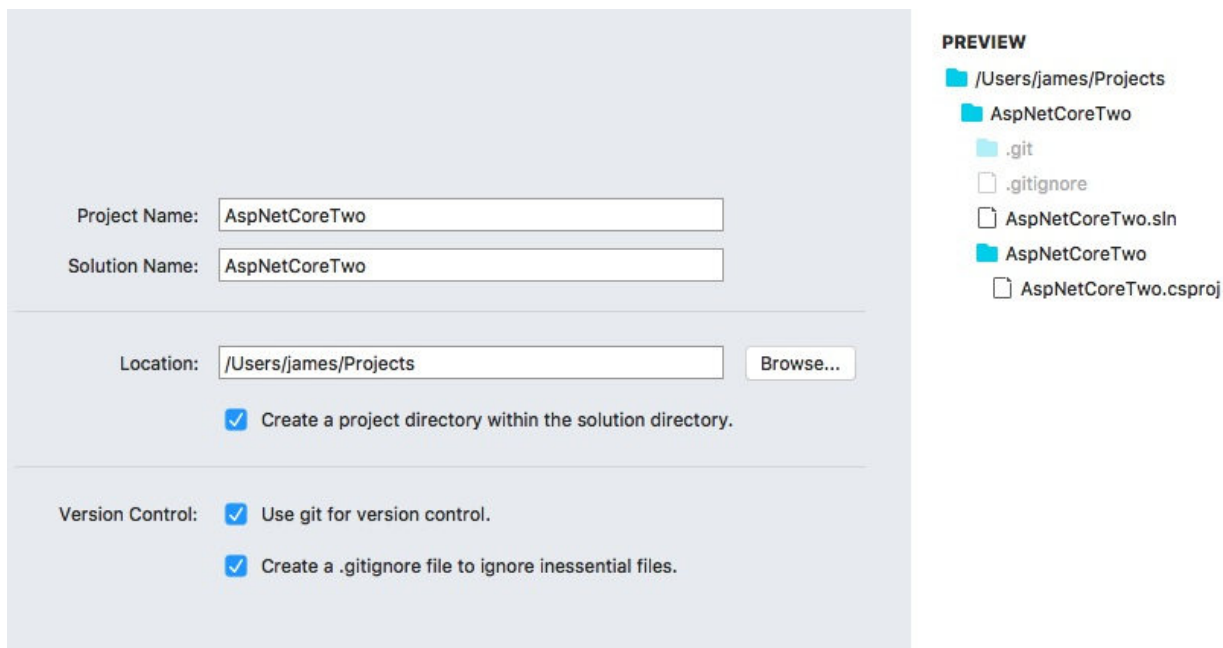 Project Name: AspNetCoreTwo
Solution Name: AspNetCoreTwo
Location: /Users/james/Projects Browse...
Create a project directory within the solution directory.
Version Control: Use git for version control.
Create a .gitignore file to ignore inessential files.
PREVIEW
/Users/james/Projects
AspNetCoreTwo
.git
.gitignore
AspNetCoreTwo.sln
AspNetCoreTwo
AspNetCoreTwo.csproj